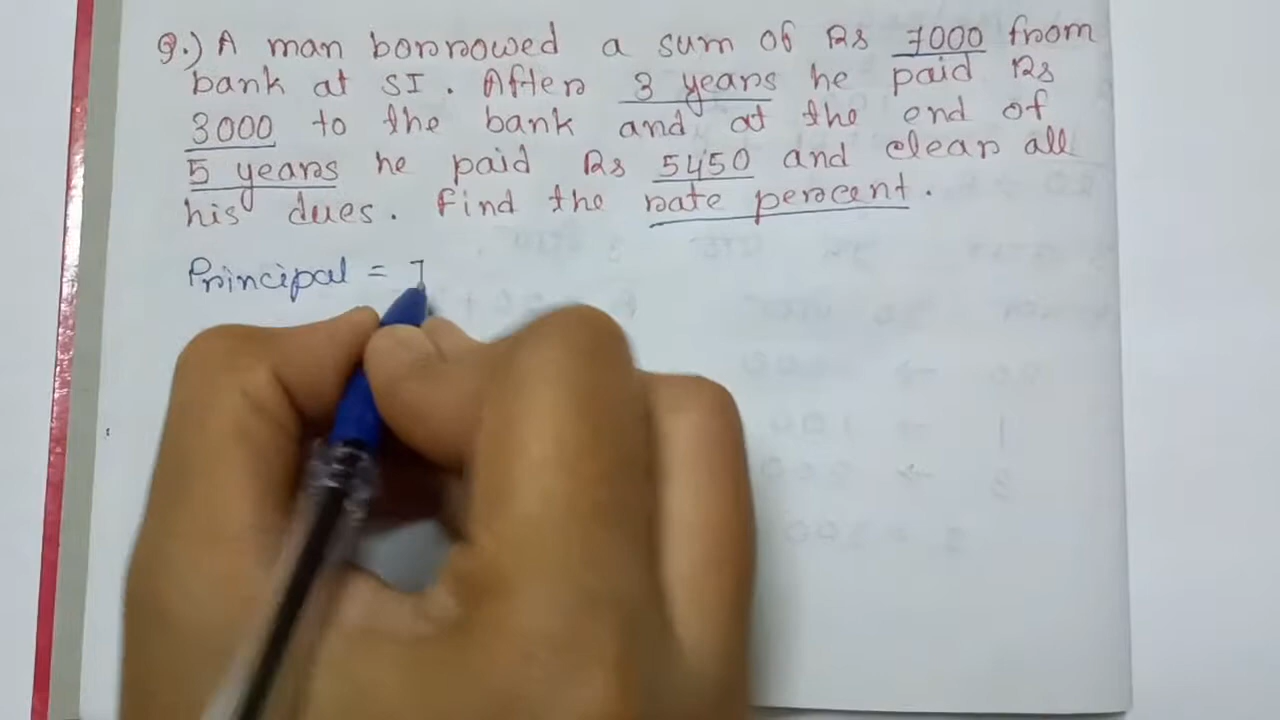 Q.) A man borrowed a sum of Rs 7000 from
bank at SI. After 3 years he paid Rs
3000 to the bank and at the end of
5 years he paid Rs 5450 and clear all
his dues. find the rate percent.
Principal = 7